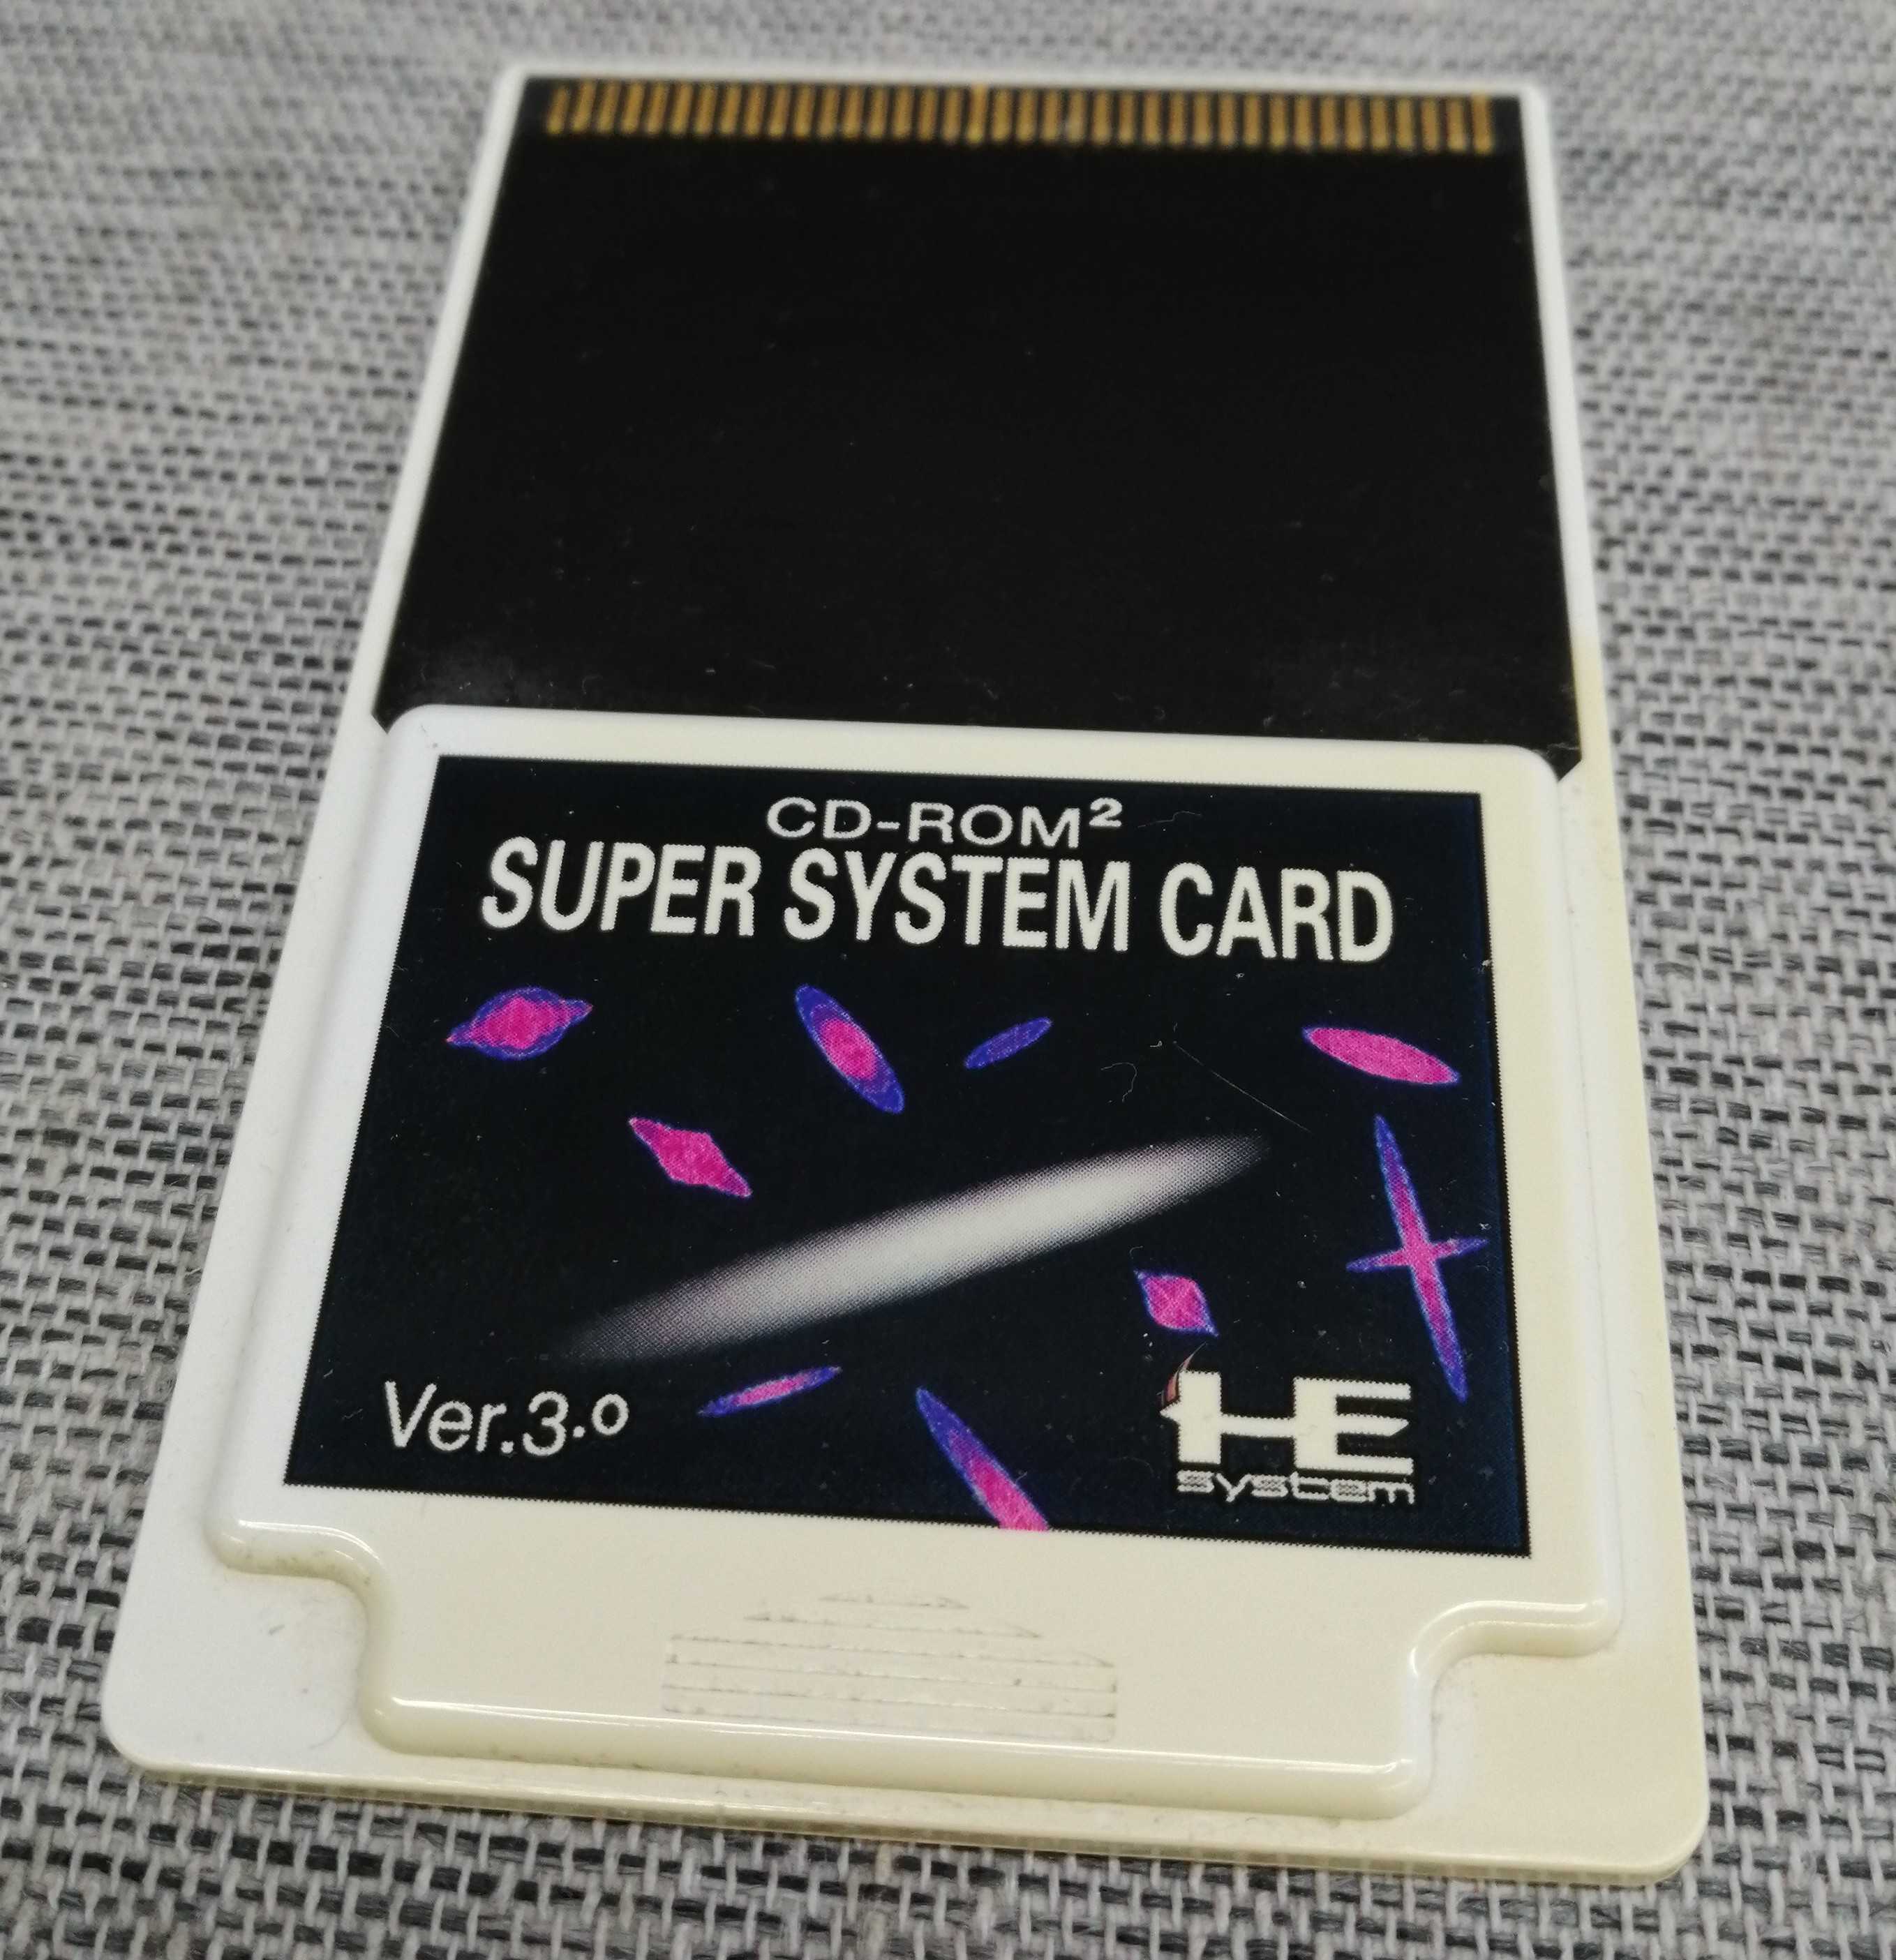 CD-ROM²
SUPER SYSTEM CARD
Ver.3.0
HE
system